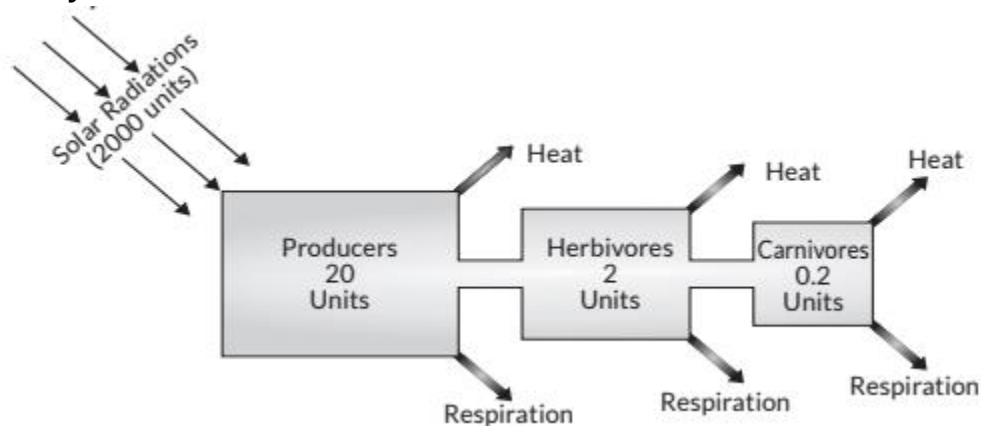 Solar Radiations
(2000 units)
Heat
Heat
Heat
Producers
20
Units
Herbivores
2
Units
Carnivores
0.2
Units
Respiration
Respiration
Respiration